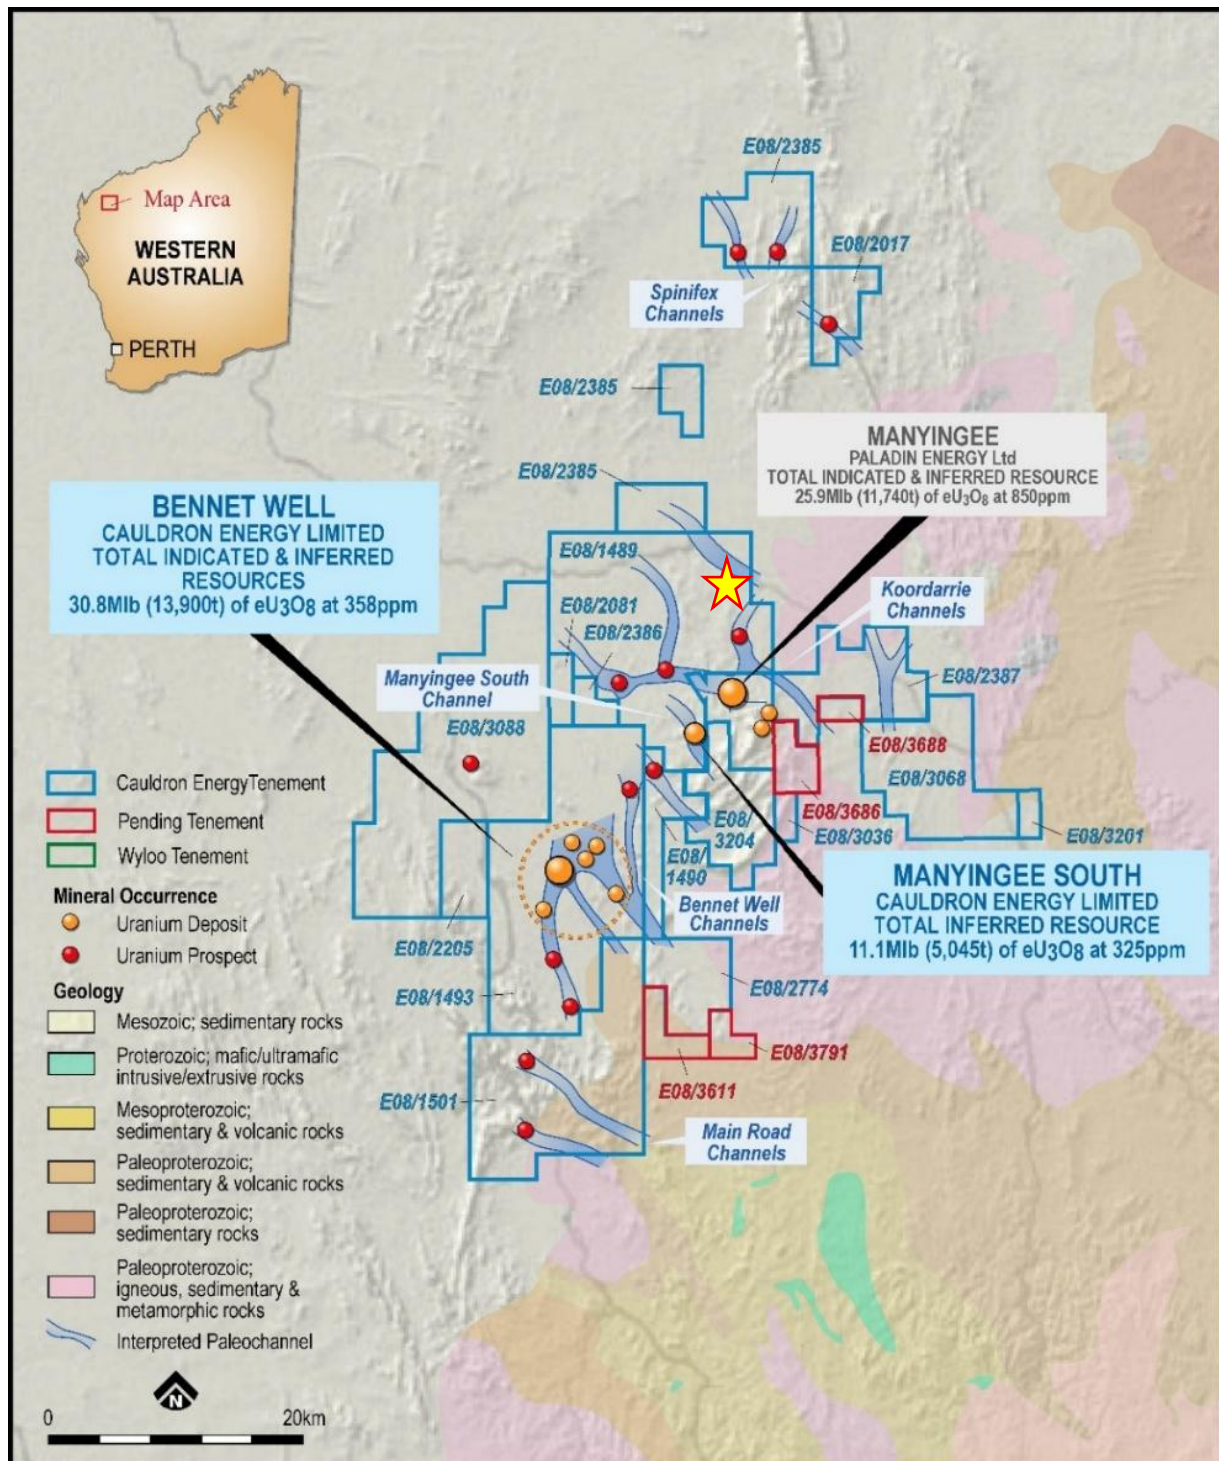 Map Area
WESTERN
AUSTRALIA
PERTH
E08/2385
E08/2017
Spinifex
Channels
E08/2385
MANYINGEE
PALADIN ENERGY Ltd
TOTAL INDICATED & INFERRED RESOURCE
25.9Mlb (11,740t) of eU₃O₈ at 850ppm
E08/2385
BENNET WELL
CAULDRON ENERGY LIMITED
TOTAL INDICATED & INFERRED
RESOURCES
30.8Mlb (13,900t) of eU₃O₈ at 358ppm
E08/1489
E08/2081
E08/2386
Koordarrie
Channels
Manyingee South
Channel
E08/2387
E08/3088
E08/3688
E08/3068
E08/3686
E08/3036
E08/3201
E08/
3204
E08/
1490
Bennet Well
Channels
MANYINGEE SOUTH
CAULDRON ENERGY LIMITED
TOTAL INFERRED RESOURCE
11.1Mlb (5,045t) of eU₃O₈ at 325ppm
E08/2205
E08/1493
E08/2774
E08/3791
E08/3611
E08/1501
Main Road
Channels
Cauldron EnergyTenement
Pending Tenement
Wyloo Tenement
Mineral Occurrence
Uranium Deposit
Uranium Prospect
Geology
Mesozoic; sedimentary rocks
Proterozoic; mafic/ultramafic
intrusive/extrusive rocks
Mesoproterozoic;
sedimentary & volcanic rocks
Paleoproterozoic;
sedimentary & volcanic rocks
Paleoproterozoic;
sedimentary rocks
Paleoproterozoic;
igneous, sedimentary &
metamorphic rocks
Interpreted Paleochannel
N
0 20km